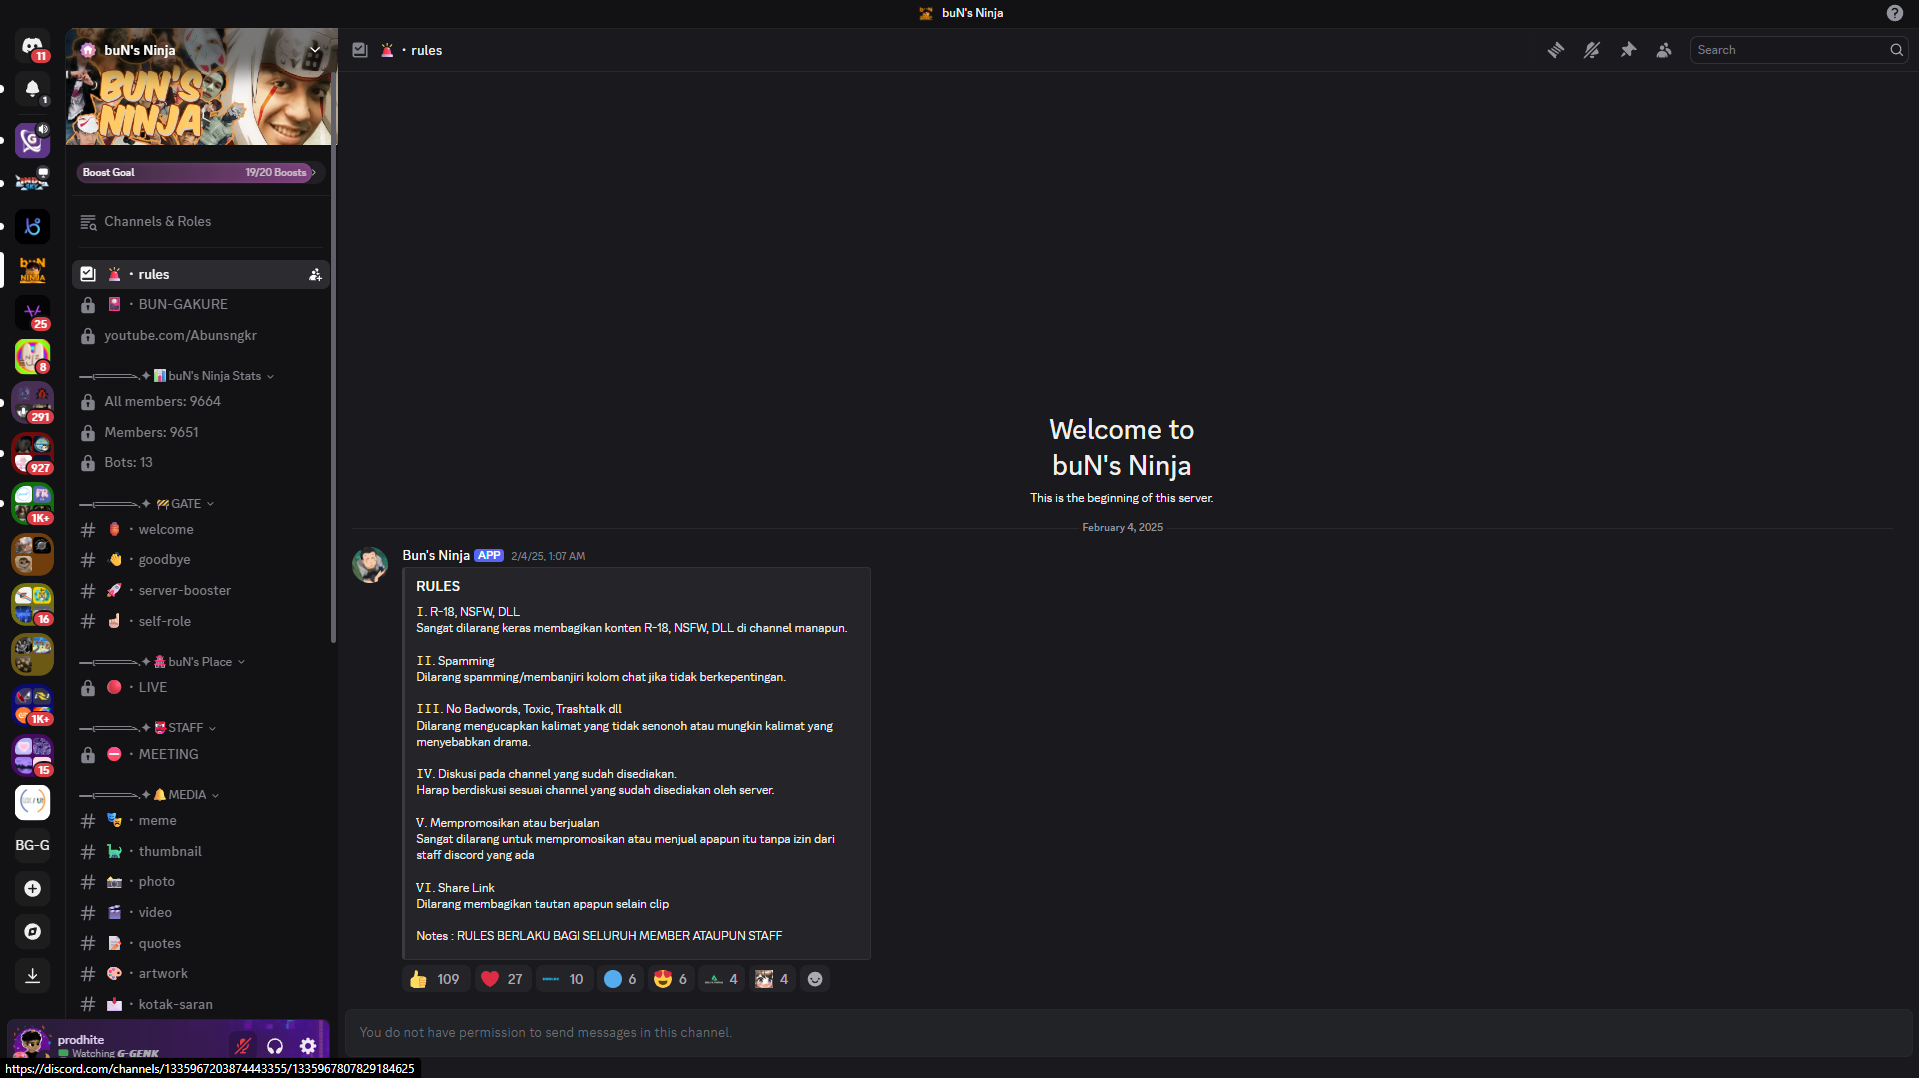 buN's Ninja
11
buN's Ninja
• rules
Search
1
BUN'S
NINJA
Boost Goal
19/20 Boosts
Channels & Roles
• rules
• BUN-GAKURE
youtube.com/Abunsngkr
buN's Ninja Stats
All members: 9664
Members: 9651
Bots: 13
GATE
• welcome
• goodbye
• server-booster
• self-role
buN's Place
• LIVE
STAFF
• MEETING
MEDIA
• meme
• thumbnail
• photo
• video
• quotes
• artwork
• kotak-saran
25
8
291
927
1K+
16
1K+
15
BG-G
prodhite
Watching G-GENK
https://discord.com/channels/1335967203874443355/1335967807829184625
Welcome to
buN's Ninja
This is the beginning of this server.
February 4, 2025
Bun's Ninja APP 2/4/25, 1:07 AM
RULES
I. R-18, NSFW, DLL
Sangat dilarang keras membagikan konten R-18, NSFW, DLL di channel manapun.
II. Spamming
Dilarang spamming/membanjiri kolom chat jika tidak berkepentingan.
III. No Badwords, Toxic, Trashtalk dll
Dilarang mengucapkan kalimat yang tidak senonoh atau mungkin kalimat yang
menyebabkan drama.
IV. Diskusi pada channel yang sudah disediakan.
Harap berdiskusi sesuai channel yang sudah disediakan oleh server.
V. Mempromosikan atau berjualan
Sangat dilarang untuk mempromosikan atau menjual apapun itu tanpa izin dari
staff discord yang ada
VI. Share Link
Dilarang membagikan tautan apapun selain clip
Notes : RULES BERLAKU BAGI SELURUH MEMBER ATAUPUN STAFF
109 27 10 6 6 4 4
You do not have permission to send messages in this channel.